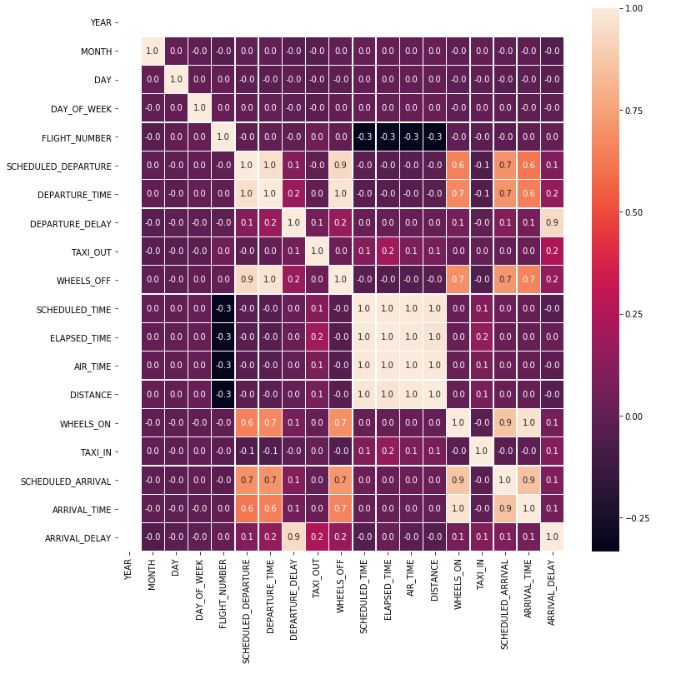 YEAR
MONTH 1.0 0.0 -0.0 -0.0 0.0 0.0 -0.0 -0.0 0.0 0.0 0.0 0.0 0.0 -0.0 0.0 -0.0 -0.0 -0.0
DAY 0.0 1.0 0.0 0.0 -0.0 -0.0 -0.0 -0.0 -0.0 0.0 0.0 0.0 0.0 -0.0 -0.0 -0.0 -0.0 -0.0
DAY_OF_WEEK -0.0 0.0 1.0 0.0 0.0 0.0 -0.0 0.0 0.0 0.0 0.0 0.0 0.0 0.0 0.0 0.0 0.0 -0.0
FLIGHT_NUMBER -0.0 0.0 0.0 1.0 -0.0 -0.0 -0.0 0.0 0.0 -0.3 -0.3 -0.3 -0.3 -0.0 -0.0 -0.0 0.0 0.0
SCHEDULED_DEPARTURE 0.0 -0.0 0.0 -0.0 1.0 1.0 0.1 -0.0 0.9 -0.0 -0.0 -0.0 -0.0 0.6 -0.1 0.7 0.6 0.1
DEPARTURE_TIME 0.0 -0.0 0.0 -0.0 1.0 1.0 0.2 0.0 1.0 -0.0 -0.0 -0.0 -0.0 0.7 -0.1 0.7 0.6 0.2
DEPARTURE_DELAY -0.0 -0.0 -0.0 -0.0 0.1 0.2 1.0 0.1 0.2 0.0 0.0 0.0 0.0 0.1 0.0 0.1 0.1 0.9
TAXI_OUT -0.0 -0.0 0.0 0.0 -0.0 0.0 0.1 1.0 0.0 0.1 0.2 0.1 0.1 0.0 0.0 0.0 0.0 0.2
WHEELS_OFF 0.0 -0.0 0.0 0.0 0.9 1.0 0.2 0.0 1.0 -0.0 -0.0 -0.0 -0.0 0.7 -0.0 0.7 0.7 0.2
SCHEDULED_TIME 0.0 0.0 0.0 -0.3 -0.0 -0.0 0.0 0.1 -0.0 1.0 1.0 1.0 1.0 0.0 0.1 0.0 0.0 -0.0
ELAPSED_TIME 0.0 0.0 0.0 -0.3 -0.0 -0.0 0.0 0.2 -0.0 1.0 1.0 1.0 1.0 0.0 0.2 0.0 0.0 0.0
AIR_TIME 0.0 0.0 0.0 -0.3 -0.0 -0.0 0.0 0.1 -0.0 1.0 1.0 1.0 1.0 0.0 0.1 0.0 0.0 -0.0
DISTANCE 0.0 0.0 0.0 -0.3 -0.0 -0.0 0.0 0.1 -0.0 1.0 1.0 1.0 1.0 0.0 0.1 0.0 0.0 -0.0
WHEELS_ON -0.0 -0.0 0.0 -0.0 0.6 0.7 0.1 0.0 0.7 0.0 0.0 0.0 0.0 1.0 -0.0 0.9 1.0 0.1
TAXI_IN 0.0 -0.0 0.0 -0.0 -0.1 -0.1 0.0 0.0 -0.0 0.1 0.2 0.1 0.1 -0.0 1.0 -0.0 -0.0 0.1
SCHEDULED_ARRIVAL -0.0 -0.0 0.0 -0.0 0.7 0.7 0.1 0.0 0.7 0.0 0.0 0.0 0.0 0.9 -0.0 1.0 0.9 0.1
ARRIVAL_TIME -0.0 -0.0 0.0 0.0 0.6 0.6 0.1 0.0 0.7 0.0 0.0 0.0 0.0 1.0 -0.0 0.9 1.0 0.1
ARRIVAL_DELAY -0.0 -0.0 -0.0 0.0 0.1 0.2 0.9 0.2 0.2 -0.0 0.0 -0.0 -0.0 0.1 0.1 0.1 0.1 1.0
YEAR
MONTH
DAY
DAY_OF_WEEK
FLIGHT_NUMBER
SCHEDULED_DEPARTURE
DEPARTURE_TIME
DEPARTURE_DELAY
TAXI_OUT
WHEELS_OFF
SCHEDULED_TIME
ELAPSED_TIME
AIR_TIME
DISTANCE
WHEELS_ON
TAXI_IN
SCHEDULED_ARRIVAL
ARRIVAL_TIME
ARRIVAL_DELAY
1.00
0.75
0.50
0.25
0.00
−0.25